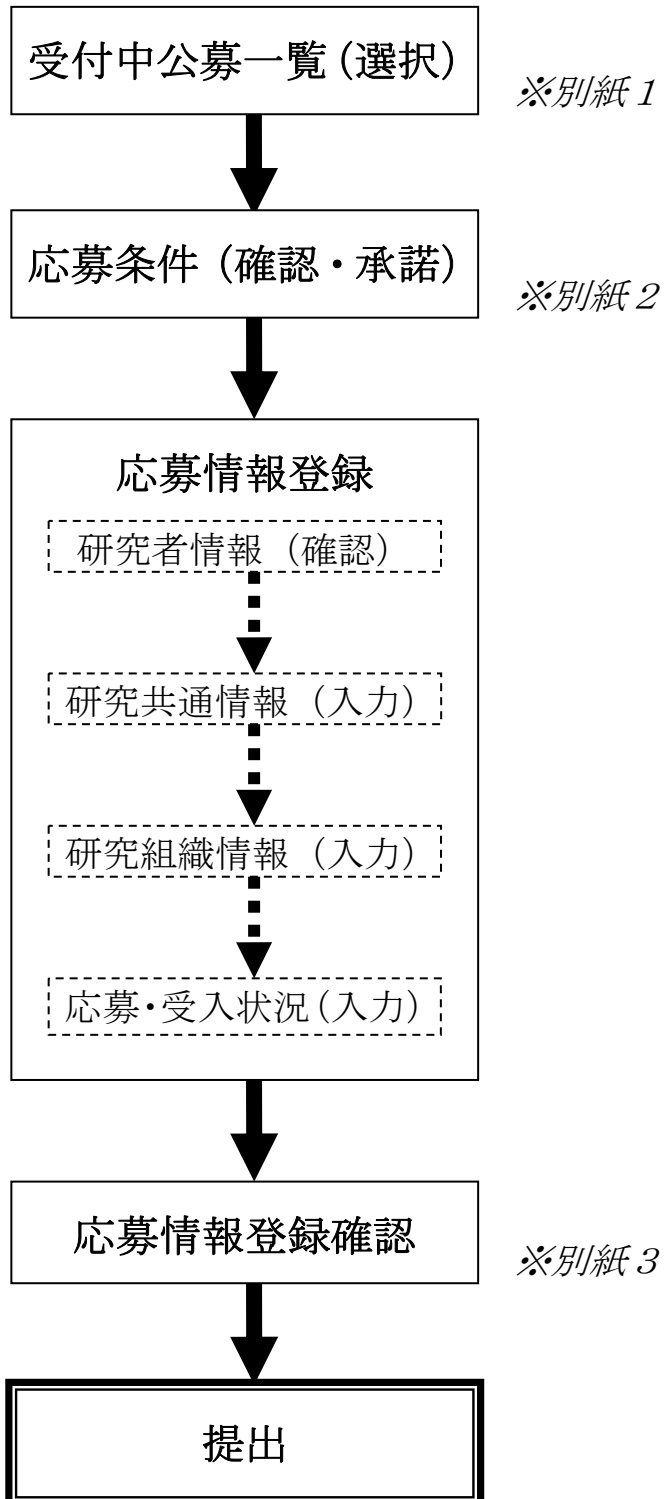 受付中公募一覧（選択）
※別紙１
応募条件（確認・承諾）
※別紙２
応募情報登録
研究者情報（確認）
研究共通情報（入力）
研究組織情報（入力）
応募・受入状況（入力）
応募情報登録確認
※別紙３
提出